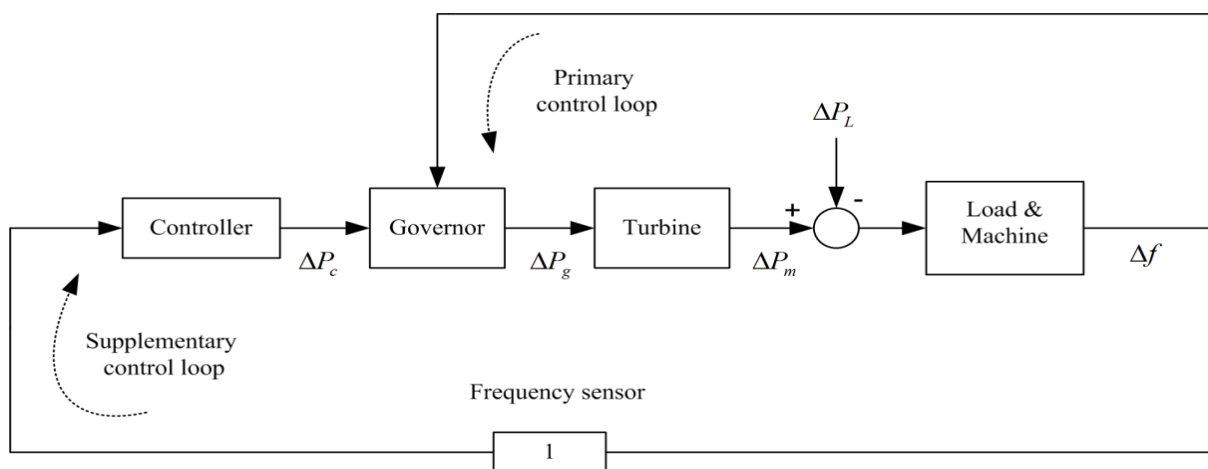 Primary
control loop
ΔP_L
+
-
Controller
Governor
Turbine
Load &
Machine
ΔP_c
ΔP_g
ΔP_m
Δf
Supplementary
control loop
Frequency sensor
1